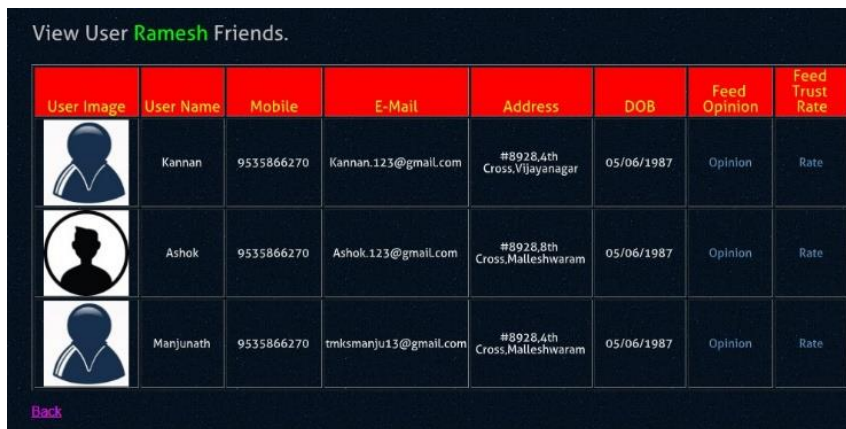 View User Ramesh Friends.
User Image User Name Mobile E-Mail Address DOB Feed Opinion Feed Trust Rate
Kannan 9535866270 Kannan.123@gmail.com #8928,4th Cross,Vijayanagar 05/06/1987 Opinion Rate
Ashok 9535866270 Ashok.123@gmail.com #8928,8th Cross,Malleshwaram 05/06/1987 Opinion Rate
Manjunath 9535866270 tmksmanju13@gmail.com #8928,4th Cross,Malleshwaram 05/06/1987 Opinion Rate
Back